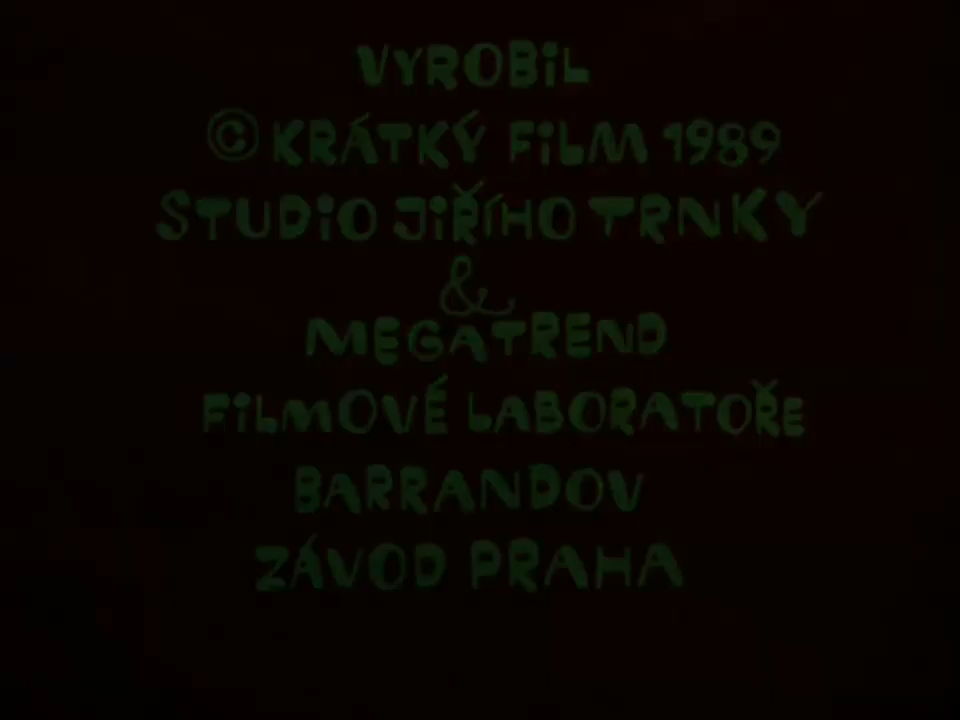 VYROBiL
© KRÁTKÝ FiLM 1989
STUDiO JiŘÍHO TRNKY
&
MEGATREND
FiLMOVÉ LABORATOŘE
BARRANDOV
ZÁVOD PRAHA